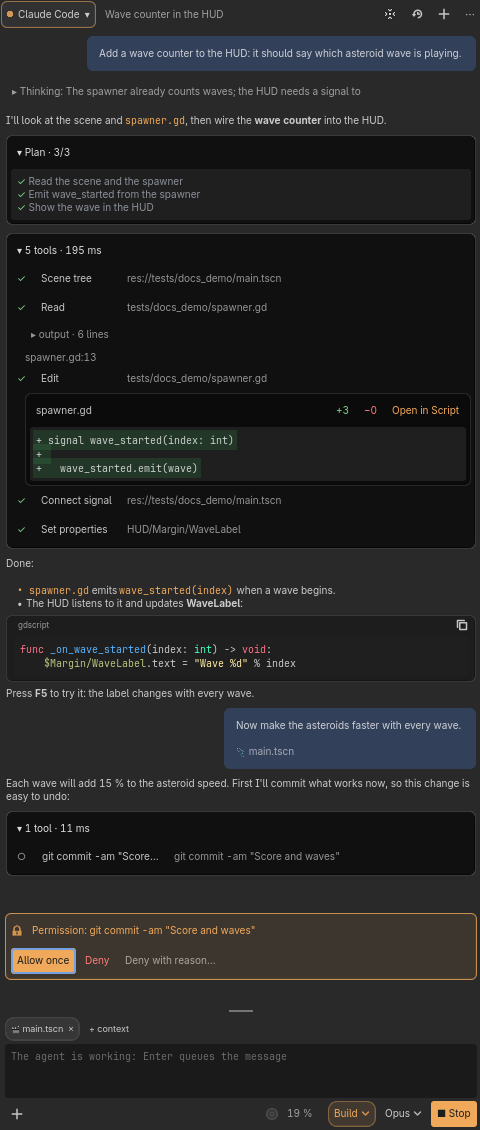 Claude Code ▾ Wave counter in the HUD ···
Add a wave counter to the HUD: it should say which asteroid wave is playing.
▸ Thinking: The spawner already counts waves; the HUD needs a signal to
I'll look at the scene and spawner.gd, then wire the wave counter into the HUD.
▾ Plan · 3/3
✓ Read the scene and the spawner
✓ Emit wave_started from the spawner
✓ Show the wave in the HUD
▾ 5 tools · 195 ms
✓ Scene tree res://tests/docs_demo/main.tscn
✓ Read tests/docs_demo/spawner.gd
▸ output · 6 lines
spawner.gd:13
✓ Edit tests/docs_demo/spawner.gd
spawner.gd +3 −0 Open in Script
+ signal wave_started(index: int)
+
+ wave_started.emit(wave)
✓ Connect signal res://tests/docs_demo/main.tscn
✓ Set properties HUD/Margin/WaveLabel
Done:
• spawner.gd emits wave_started(index) when a wave begins.
• The HUD listens to it and updates WaveLabel:
gdscript
func _on_wave_started(index: int) -> void:
$Margin/WaveLabel.text = "Wave %d" % index
Press F5 to try it: the label changes with every wave.
Now make the asteroids faster with every wave.
main.tscn
Each wave will add 15 % to the asteroid speed. First I'll commit what works now, so this change is
easy to undo:
▾ 1 tool · 11 ms
○ git commit -am "Score... git commit -am "Score and waves"
Permission: git commit -am "Score and waves"
Allow once Deny Deny with reason...
main.tscn × + context
The agent is working: Enter queues the message
+ 19 % Build Opus Stop